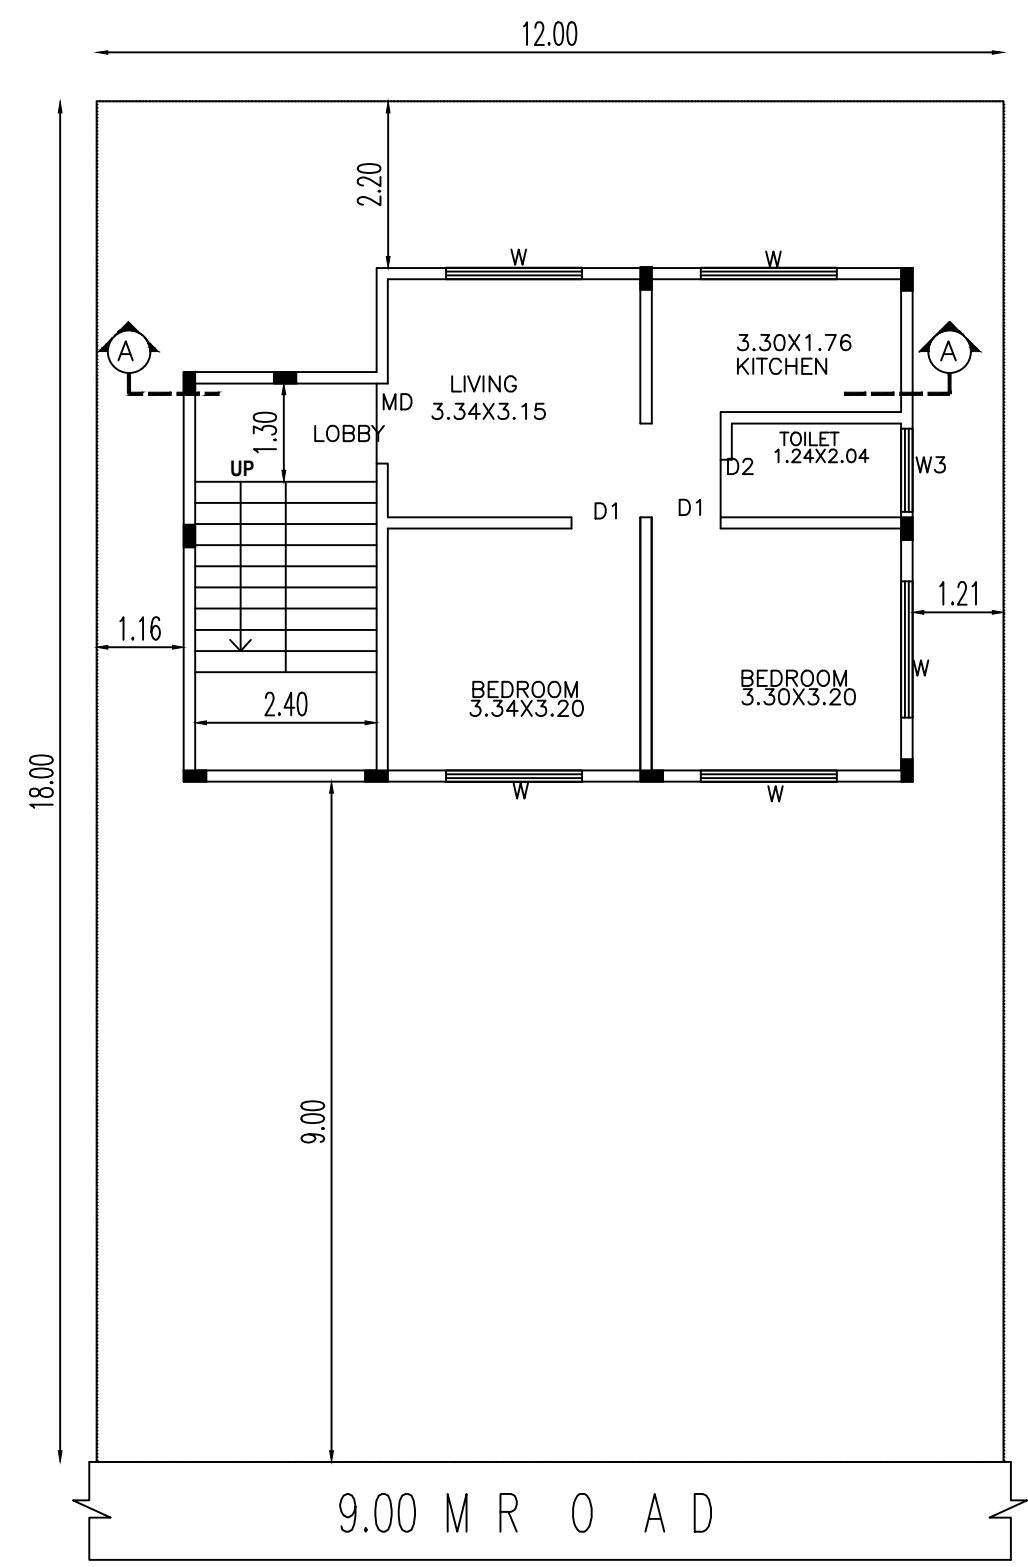 12.00
2.20
W
W
A
3.30X1.76
KITCHEN
A
LIVING
3.34X3.15
MD
1.30
LOBBY
TOILET
1.24X2.04
UP
D2
W3
D1
D1
1.21
1.16
W
BEDROOM
3.34X3.20
BEDROOM
3.30X3.20
2.40
18.00
W
W
9.00
9.00 M R O A D